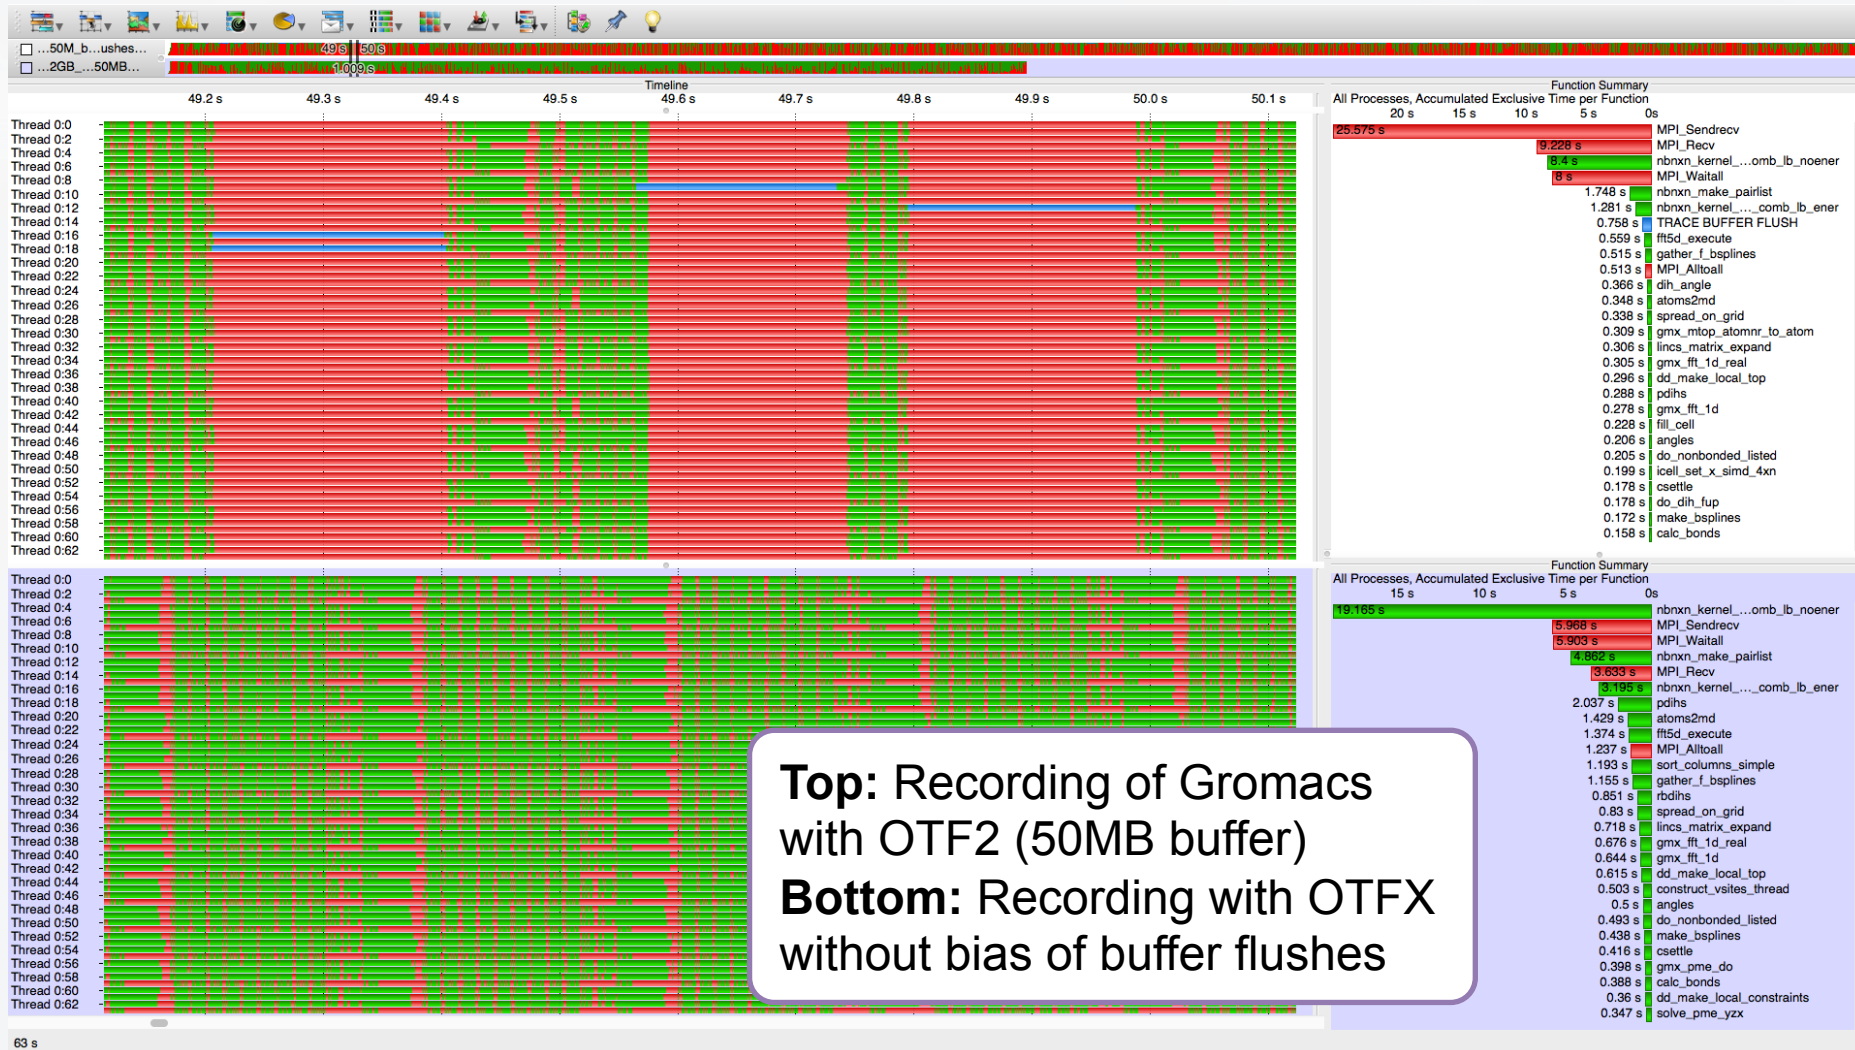 ...50M_b...ushes...
49 s
50 s
...2GB_...50MB...
1.009 s
Timeline
49.2 s 49.3 s 49.4 s 49.5 s 49.6 s 49.7 s 49.8 s 49.9 s 50.0 s 50.1 s
Thread 0:0
Thread 0:2
Thread 0:4
Thread 0:6
Thread 0:8
Thread 0:10
Thread 0:12
Thread 0:14
Thread 0:16
Thread 0:18
Thread 0:20
Thread 0:22
Thread 0:24
Thread 0:26
Thread 0:28
Thread 0:30
Thread 0:32
Thread 0:34
Thread 0:36
Thread 0:38
Thread 0:40
Thread 0:42
Thread 0:44
Thread 0:46
Thread 0:48
Thread 0:50
Thread 0:52
Thread 0:54
Thread 0:56
Thread 0:58
Thread 0:60
Thread 0:62
Function Summary
All Processes, Accumulated Exclusive Time per Function
20 s 15 s 10 s 5 s 0s
25.575 s MPI_Sendrecv
9.228 s MPI_Recv
8.4 s nbnxn_kernel_...omb_lb_noener
8 s MPI_Waitall
1.748 s nbnxn_make_pairlist
1.281 s nbnxn_kernel_..._comb_lb_ener
0.758 s TRACE BUFFER FLUSH
0.559 s fft5d_execute
0.515 s gather_f_bsplines
0.513 s MPI_Alltoall
0.366 s dih_angle
0.348 s atoms2md
0.338 s spread_on_grid
0.309 s gmx_mtop_atomnr_to_atom
0.306 s lincs_matrix_expand
0.305 s gmx_fft_1d_real
0.296 s dd_make_local_top
0.288 s pdihs
0.278 s gmx_fft_1d
0.228 s fill_cell
0.206 s angles
0.205 s do_nonbonded_listed
0.199 s icell_set_x_simd_4xn
0.178 s csettle
0.178 s do_dih_fup
0.172 s make_bsplines
0.158 s calc_bonds
Thread 0:0
Thread 0:2
Thread 0:4
Thread 0:6
Thread 0:8
Thread 0:10
Thread 0:12
Thread 0:14
Thread 0:16
Thread 0:18
Thread 0:20
Thread 0:22
Thread 0:24
Thread 0:26
Thread 0:28
Thread 0:30
Thread 0:32
Thread 0:34
Thread 0:36
Thread 0:38
Thread 0:40
Thread 0:42
Thread 0:44
Thread 0:46
Thread 0:48
Thread 0:50
Thread 0:52
Thread 0:54
Thread 0:56
Thread 0:58
Thread 0:60
Thread 0:62
Function Summary
All Processes, Accumulated Exclusive Time per Function
15 s 10 s 5 s 0s
19.165 s nbnxn_kernel_...omb_lb_noener
5.968 s MPI_Sendrecv
5.903 s MPI_Waitall
4.862 s nbnxn_make_pairlist
3.633 s MPI_Recv
3.195 s nbnxn_kernel_..._comb_lb_ener
2.037 s pdihs
1.429 s atoms2md
1.374 s fft5d_execute
1.237 s MPI_Alltoall
1.193 s sort_columns_simple
1.155 s gather_f_bsplines
0.851 s rbdihs
0.83 s spread_on_grid
0.718 s lincs_matrix_expand
0.676 s gmx_fft_1d_real
0.644 s gmx_fft_1d
0.615 s dd_make_local_top
0.503 s construct_vsites_thread
0.5 s angles
0.493 s do_nonbonded_listed
0.438 s make_bsplines
0.416 s csettle
0.398 s gmx_pme_do
0.388 s calc_bonds
0.36 s dd_make_local_constraints
0.347 s solve_pme_yzx
Top: Recording of Gromacs
with OTF2 (50MB buffer)
Bottom: Recording with OTFX
without bias of buffer flushes
63 s